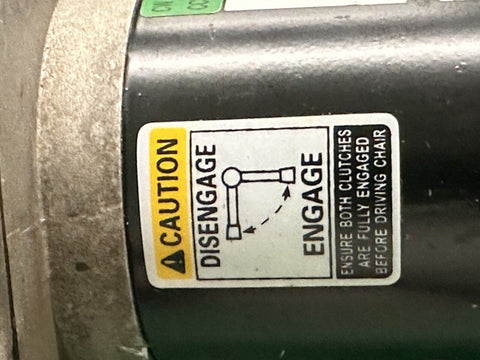 CAUTION
DISENGAGE
ENGAGE
ENSURE BOTH CLUTCHES
ARE FULLY ENGAGED
BEFORE DRIVING CHAIR